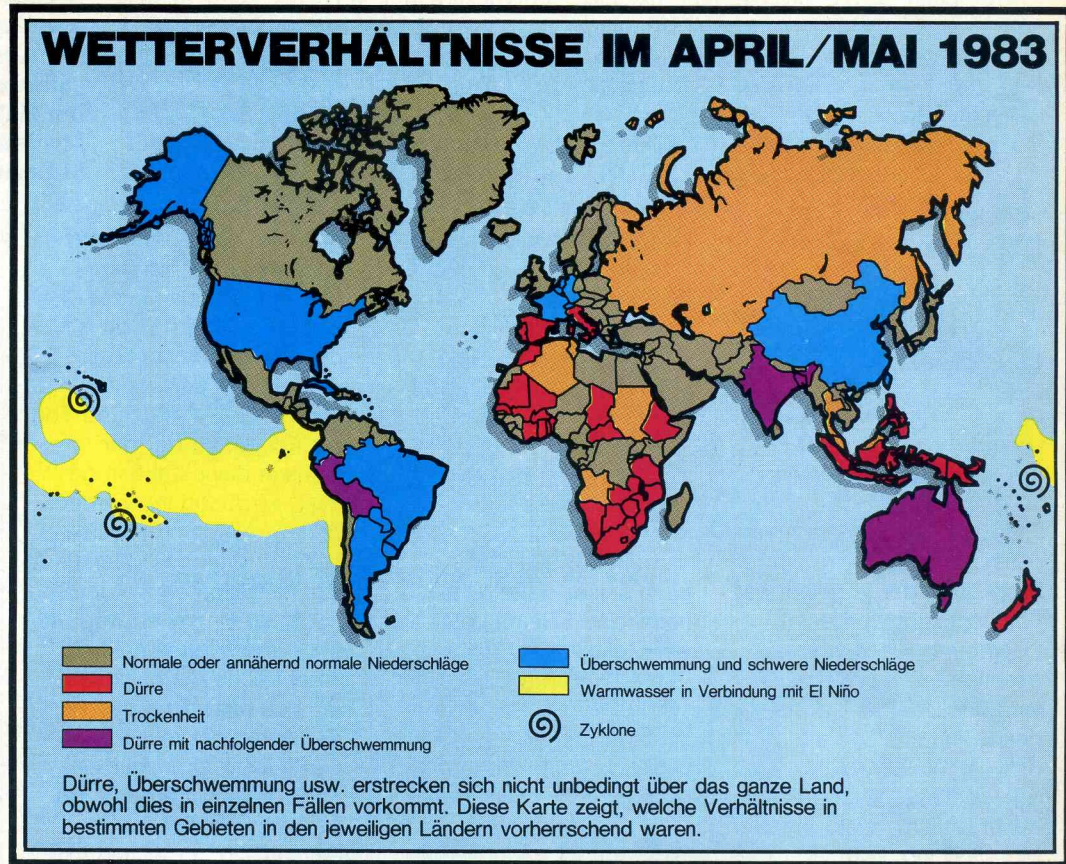 WETTERVERHÄLTNISSE IM APRIL/MAI 1983
Normale oder annähernd normale Niederschläge
Dürre
Trockenheit
Dürre mit nachfolgender Überschwemmung
Überschwemmung und schwere Niederschläge
Warmwasser in Verbindung mit El Niño
Zyklone
Dürre, Überschwemmung usw. erstrecken sich nicht unbedingt über das ganze Land,
obwohl dies in einzelnen Fällen vorkommt. Diese Karte zeigt, welche Verhältnisse in
bestimmten Gebieten in den jeweiligen Ländern vorherrschend waren.